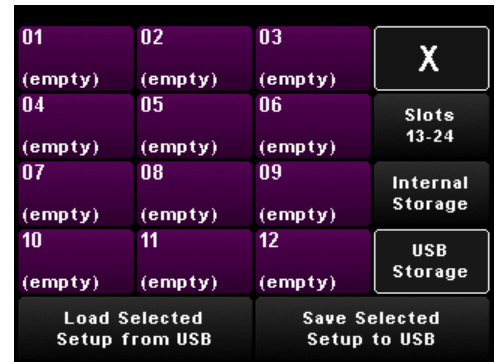 01
(empty)
02
(empty)
03
(empty)
X
04
(empty)
05
(empty)
06
(empty)
Slots
13-24
07
(empty)
08
(empty)
09
(empty)
Internal
Storage
10
(empty)
11
(empty)
12
(empty)
USB
Storage
Load Selected
Setup from USB
Save Selected
Setup to USB